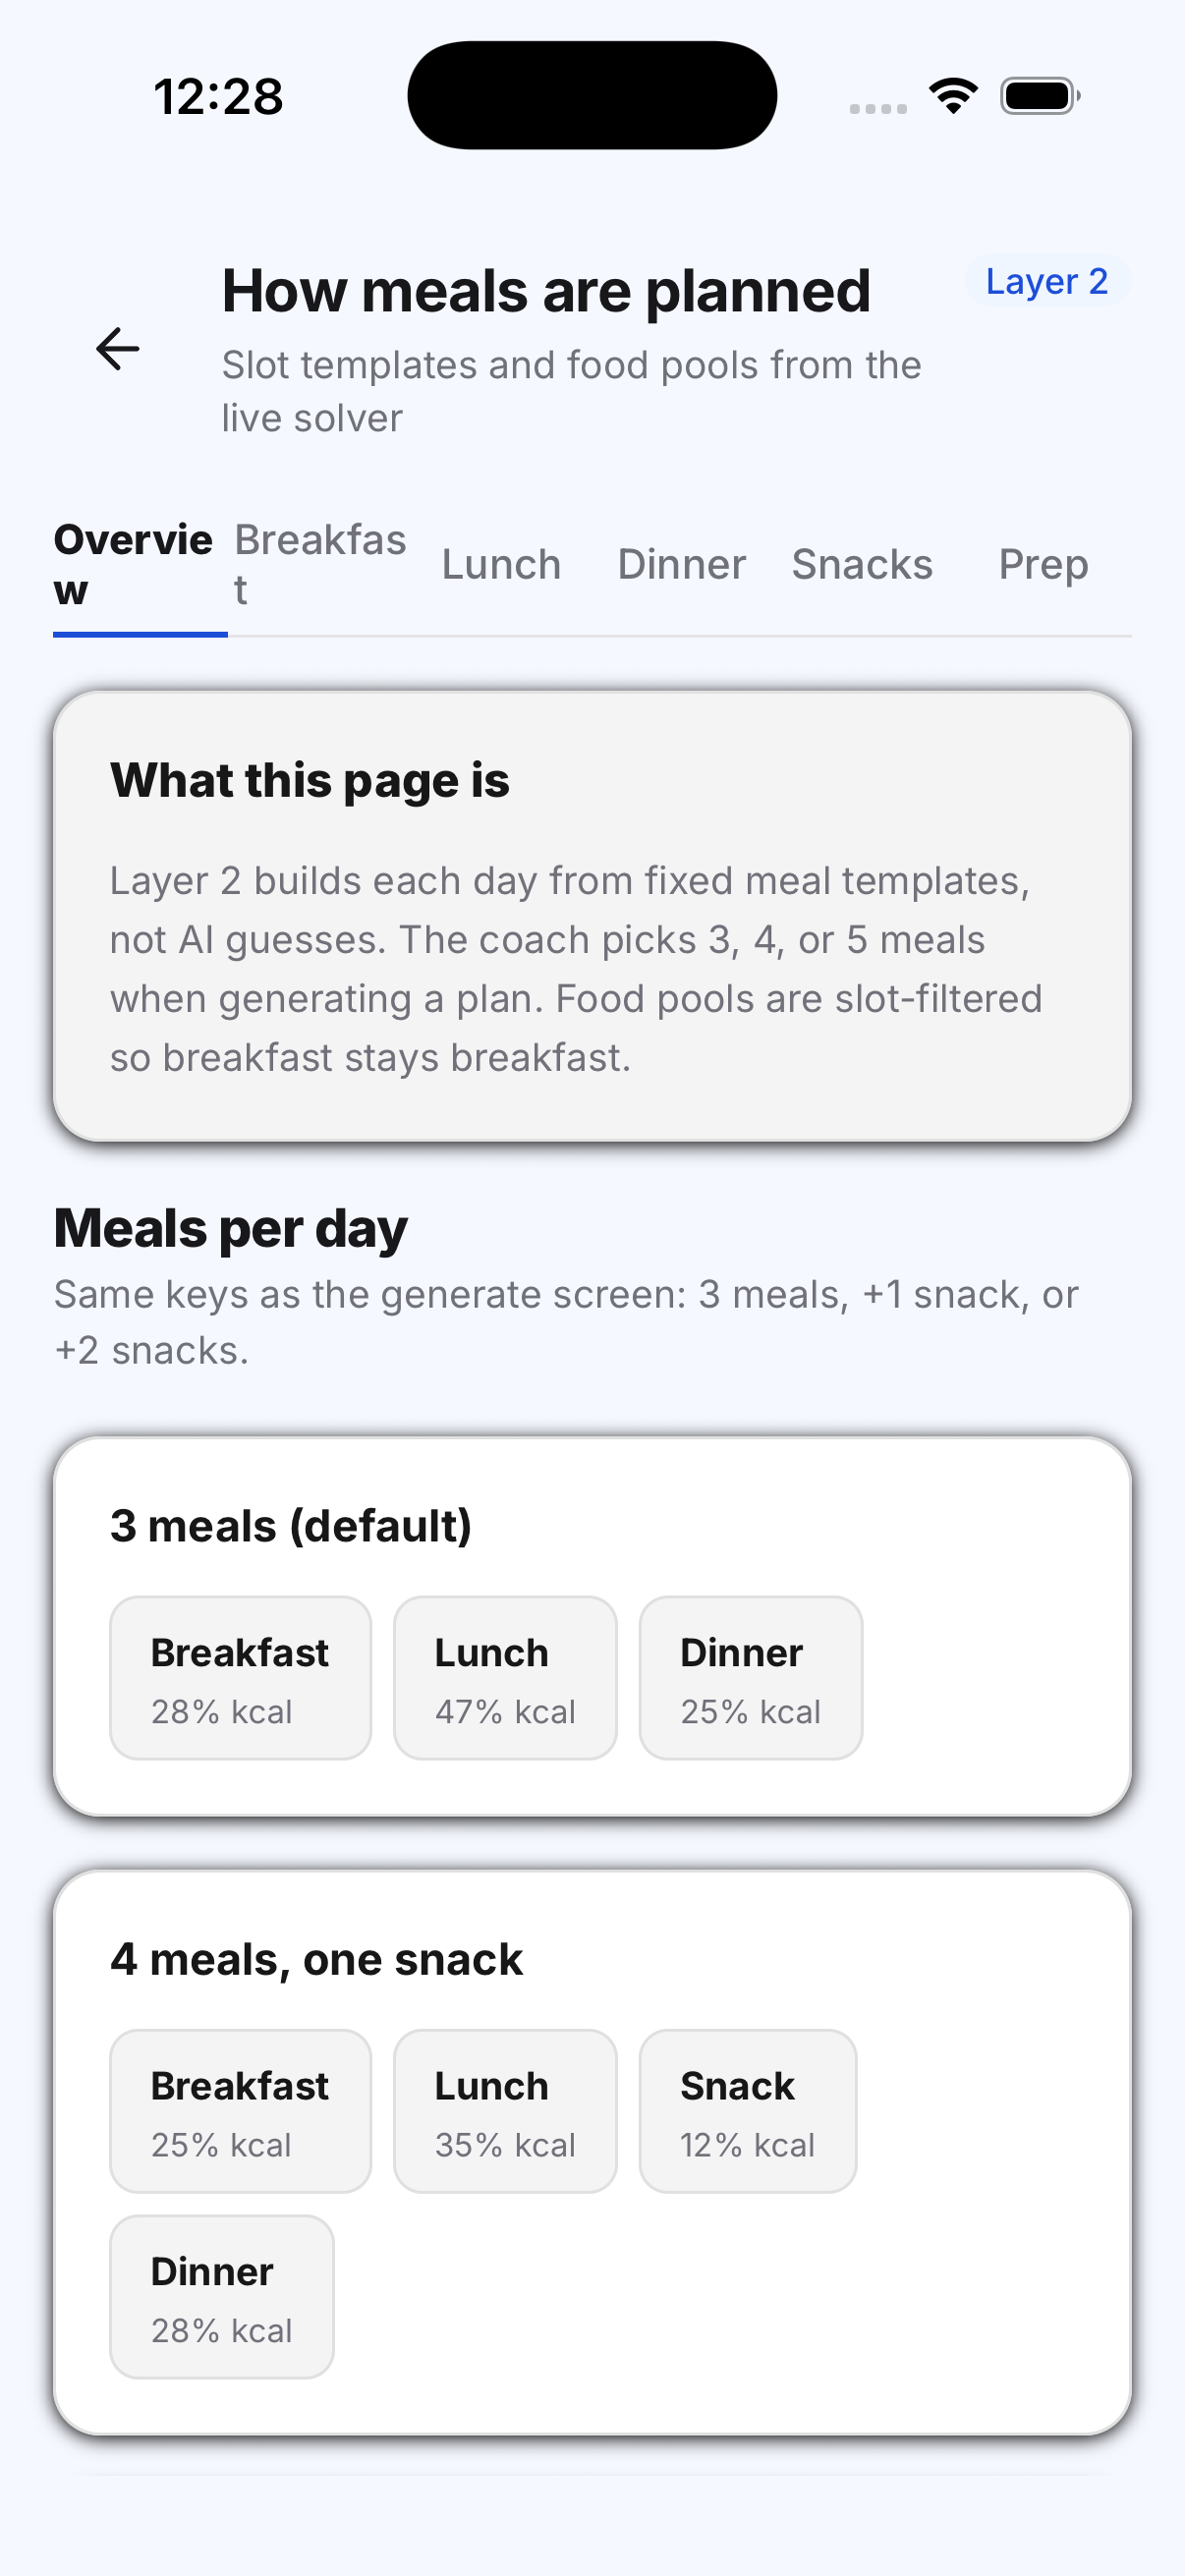 12:28
How meals are planned
Layer 2
Slot templates and food pools from the
live solver
Overvie
w
Breakfas
t
Lunch
Dinner
Snacks
Prep
What this page is
Layer 2 builds each day from fixed meal templates,
not AI guesses. The coach picks 3, 4, or 5 meals
when generating a plan. Food pools are slot-filtered
so breakfast stays breakfast.
Meals per day
Same keys as the generate screen: 3 meals, +1 snack, or
+2 snacks.
3 meals (default)
Breakfast
28% kcal
Lunch
47% kcal
Dinner
25% kcal
4 meals, one snack
Breakfast
25% kcal
Lunch
35% kcal
Snack
12% kcal
Dinner
28% kcal